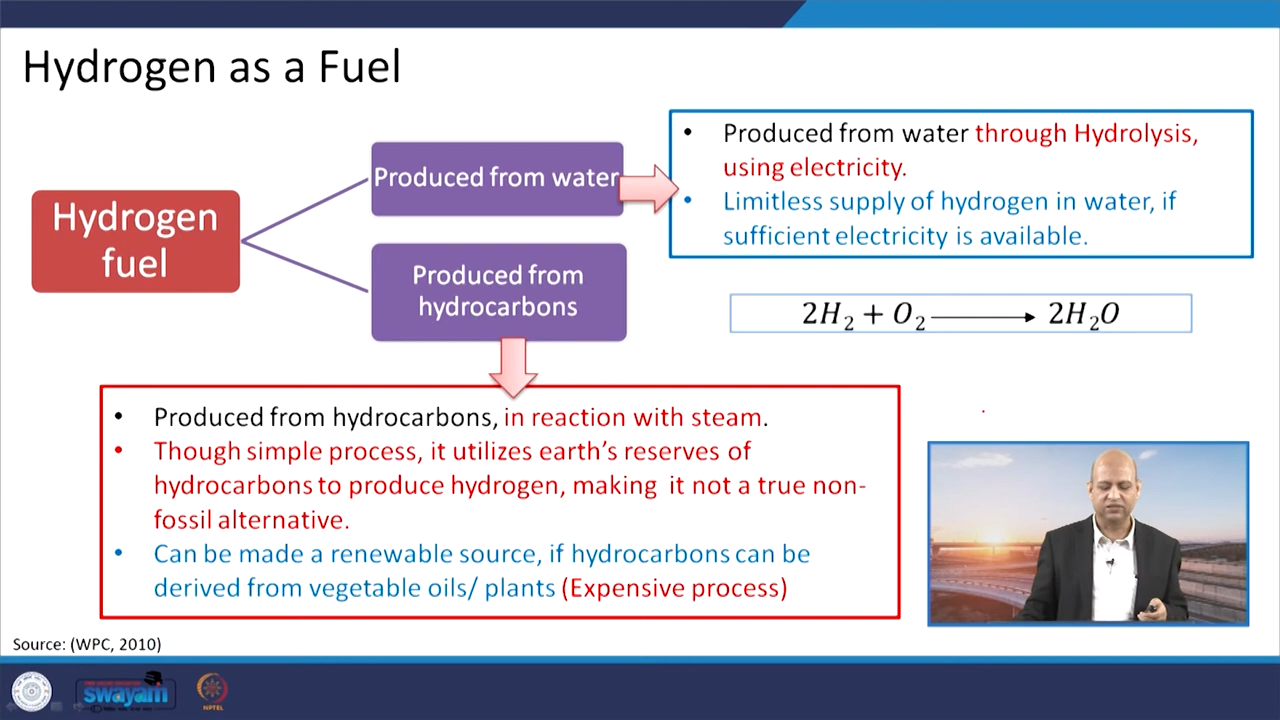 Hydrogen as a Fuel
Hydrogen
fuel
Produced from water
Produced from
hydrocarbons
• Produced from water through Hydrolysis,
using electricity.
• Limitless supply of hydrogen in water, if
sufficient electricity is available.
2H₂ + O₂ ⟶ 2H₂O
• Produced from hydrocarbons, in reaction with steam.
• Though simple process, it utilizes earth’s reserves of
hydrocarbons to produce hydrogen, making it not a true non-
fossil alternative.
• Can be made a renewable source, if hydrocarbons can be
derived from vegetable oils/ plants (Expensive process)
Source: (WPC, 2010)
swayam
NPTEL